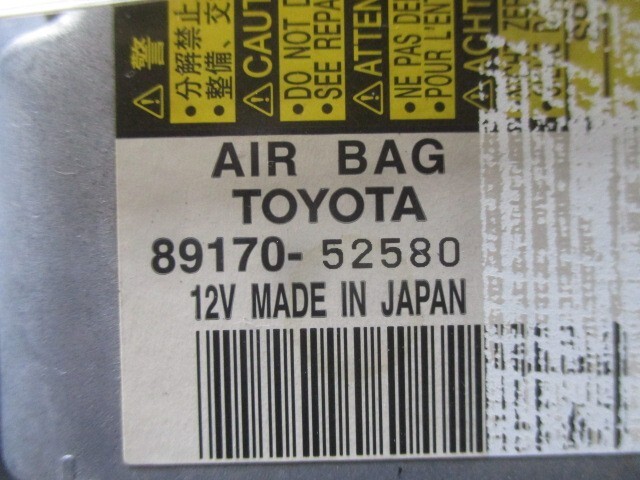 警
・分解禁止
・整備、交
CAUT
・DO NOT D
・SEE REPA
ATTEN
・NE PAS DE
・POUR L'ENT
ACHT
AIR BAG
TOYOTA
89170-52580
12V MADE IN JAPAN